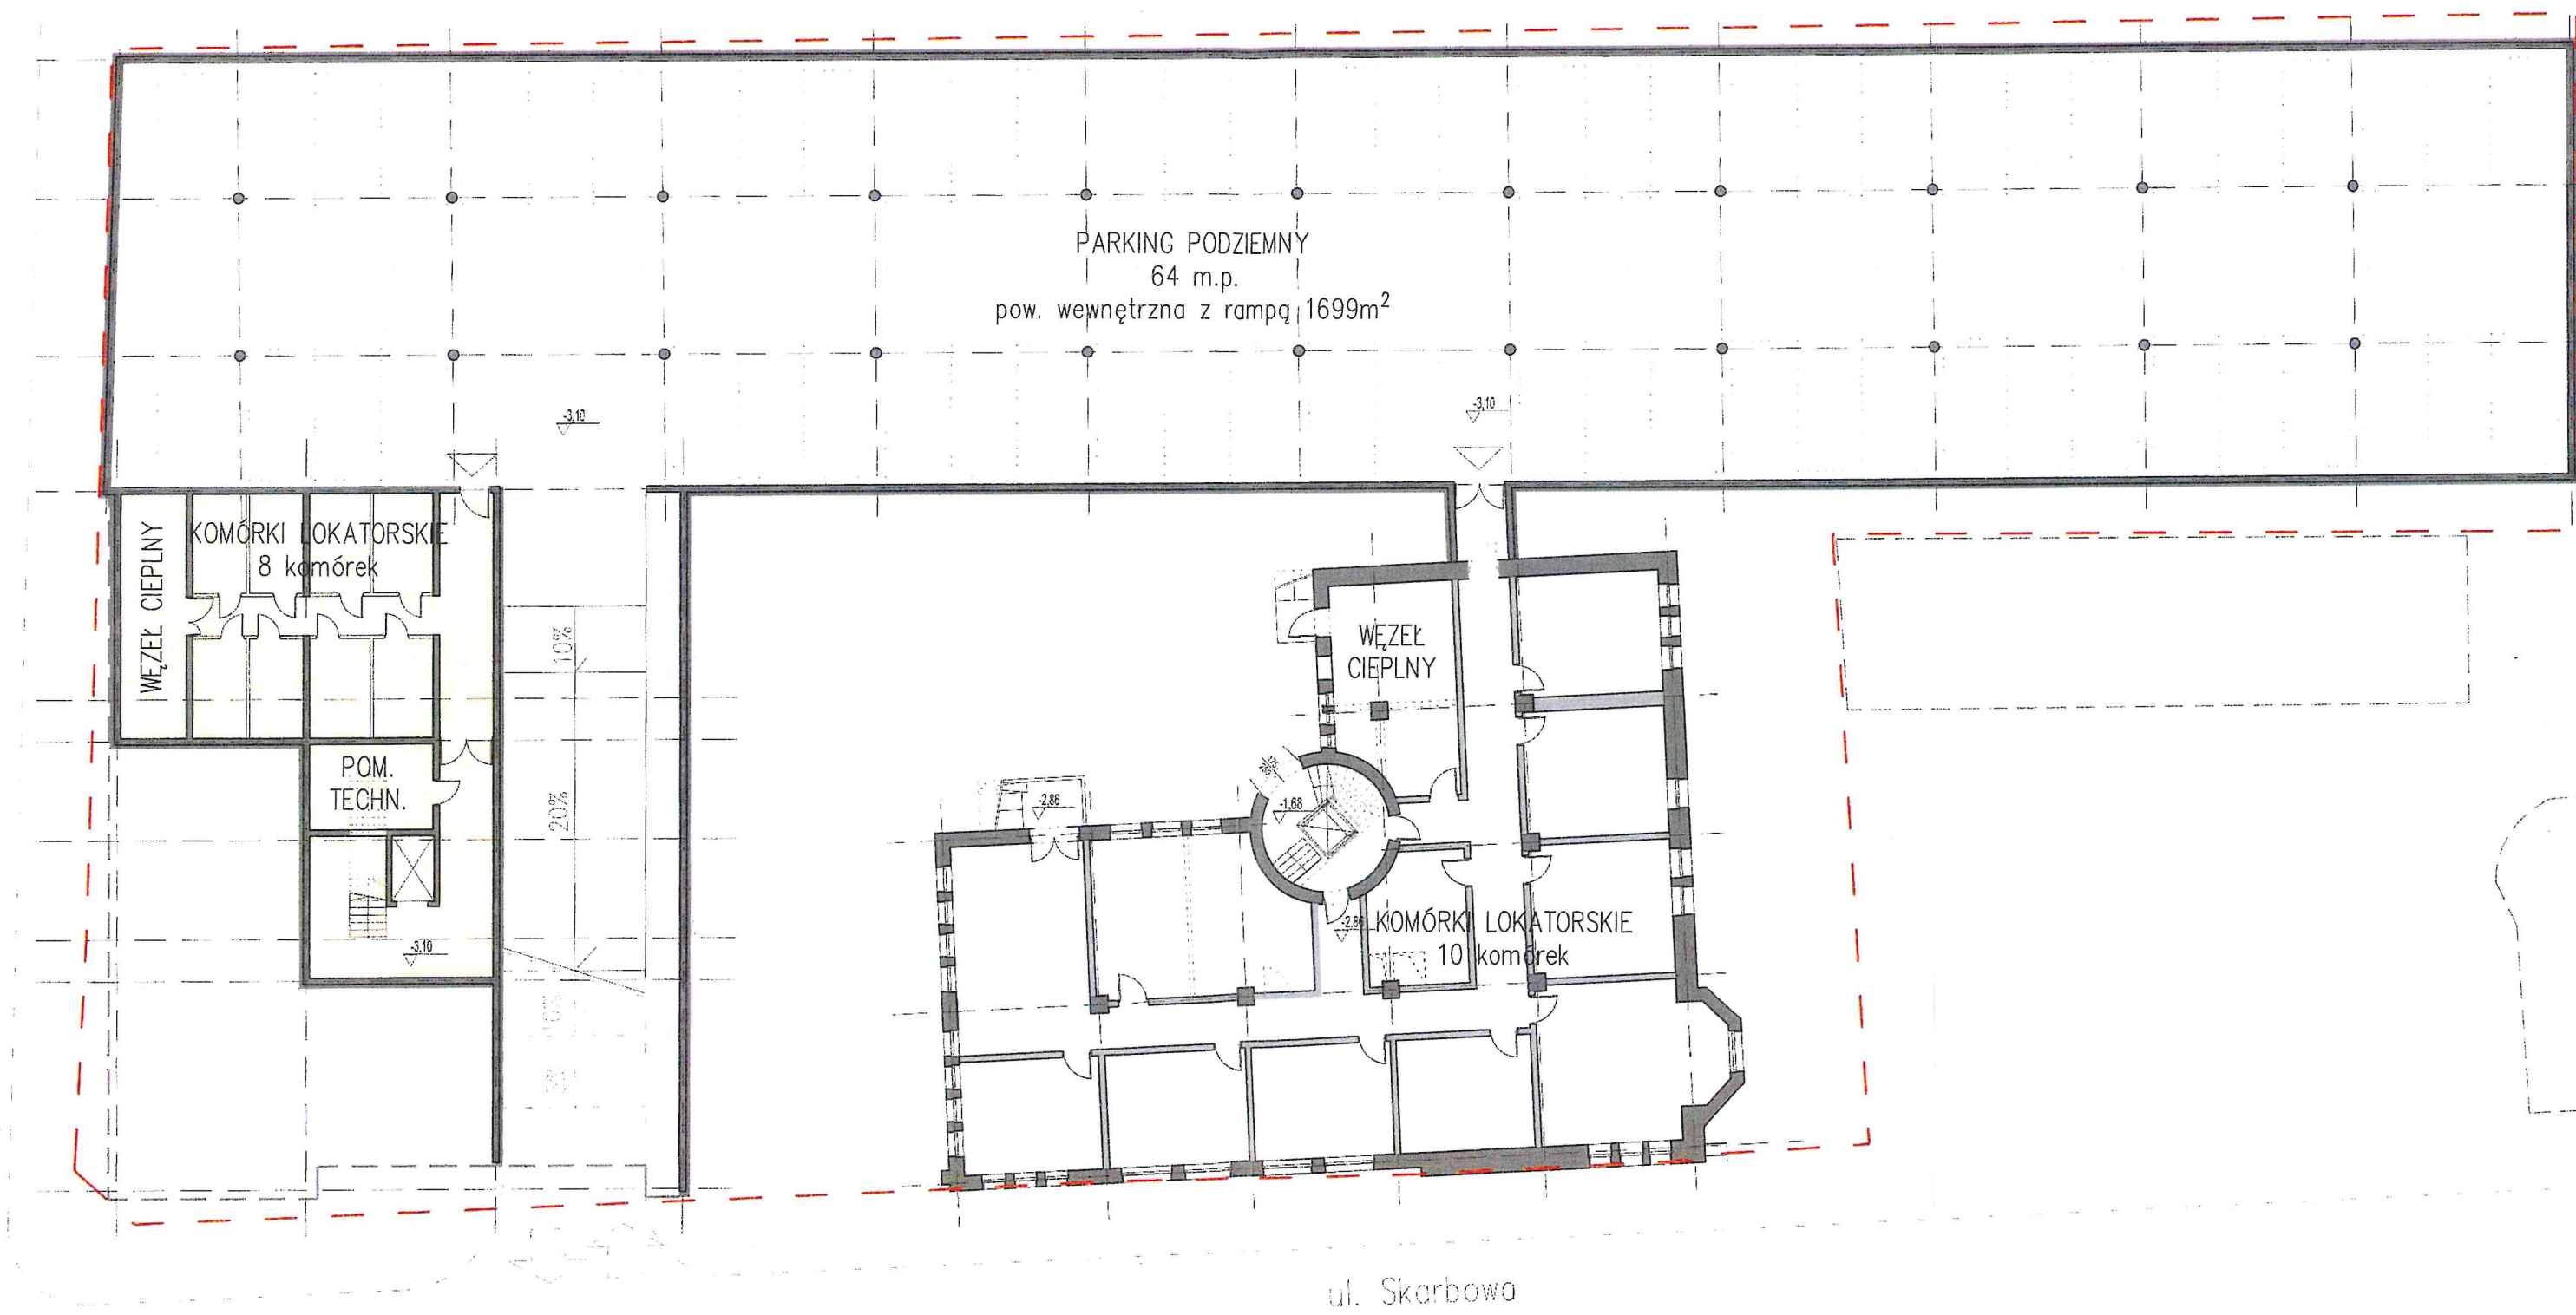 PARKING PODZIEMNY
64 m.p.
pow. wewnętrzna z rampą 1699m²
-3,10
-3,10
WĘZEŁ CIEPLNY
KOMÓRKI LOKATORSKIE
8 komórek
10%
WĘZEŁ
CIEPLNY
POM.
TECHN.
20%
-2,86
-1,68
-3,10
-2,86
KOMÓRKI LOKATORSKIE
10 komórek
10%
ul. Skarbowa